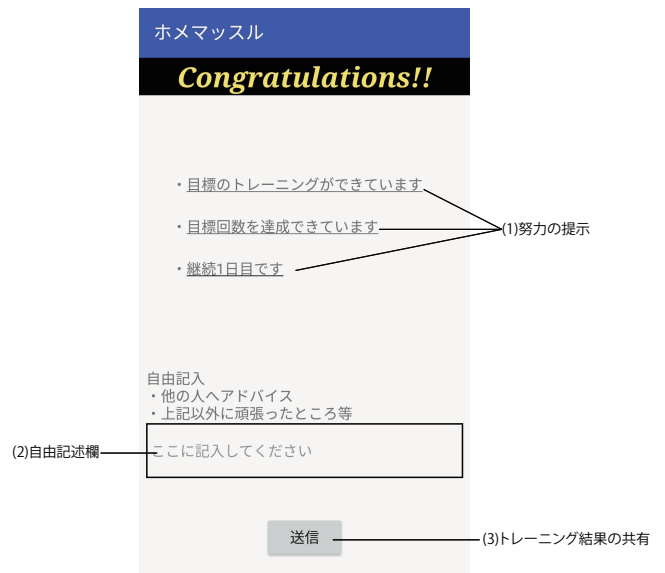 ホメマッスル
Congratulations!!
・目標のトレーニングができています
・目標回数を達成できています
(1)努力の提示
・継続1日目です
自由記入
・他の人へアドバイス
・上記以外に頑張ったところ等
(2)自由記述欄
ここに記入してください
送信
(3)トレーニング結果の共有